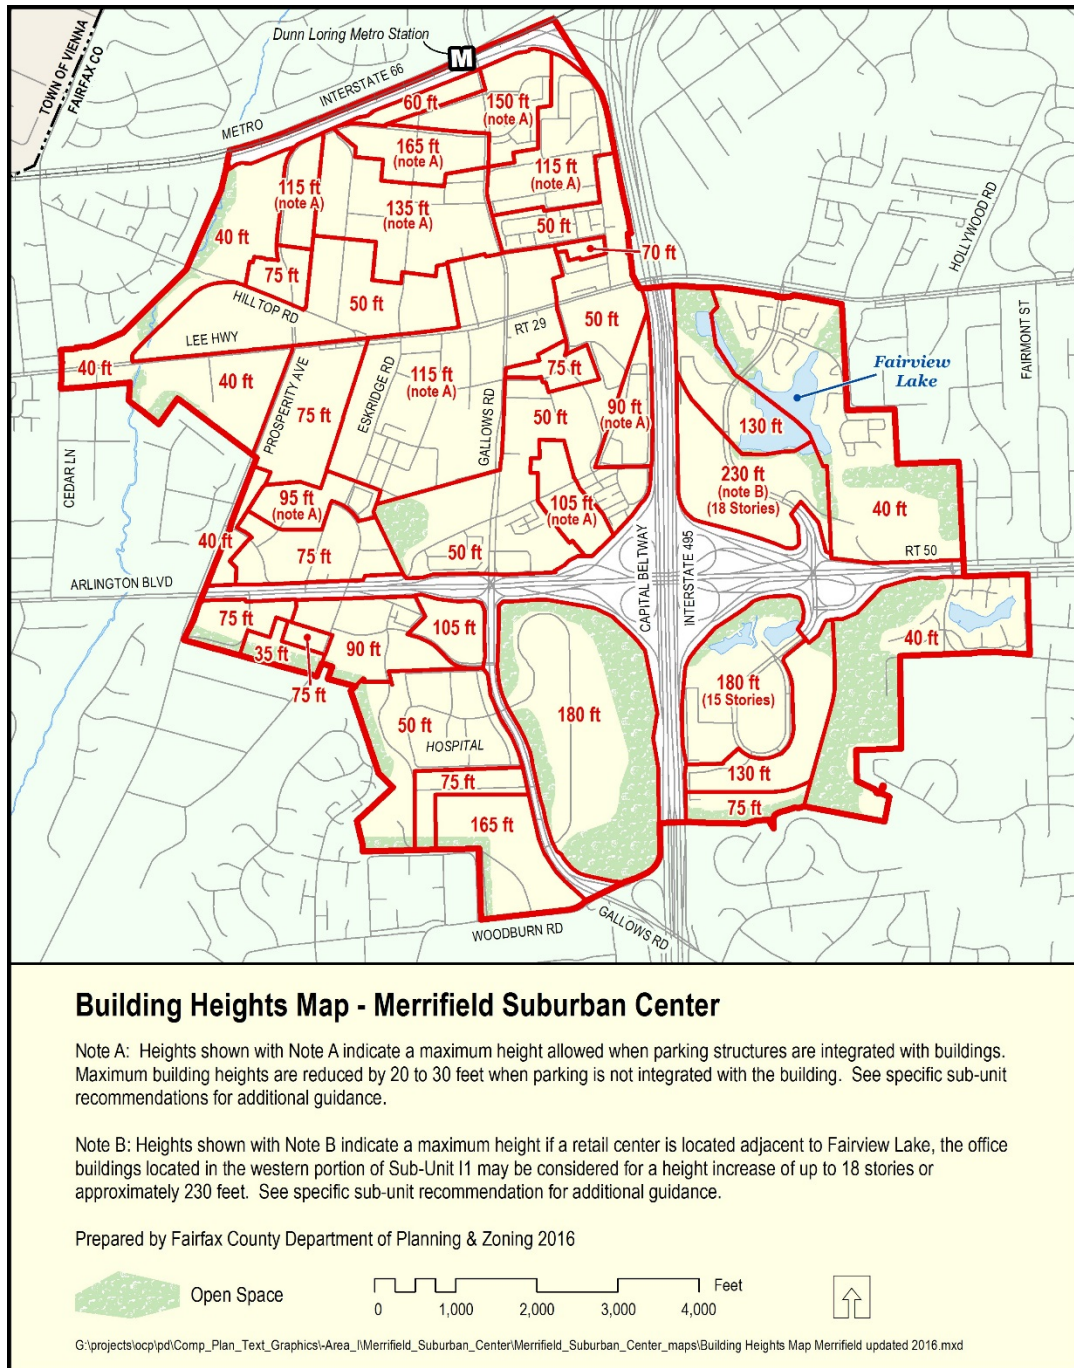 Dunn Loring Metro Station
M
TOWN OF VIENNA
FAIRFAX CO
METRO
INTERSTATE 66
60 ft
150 ft
(note A)
165 ft
(note A)
115 ft
(note A)
115 ft
(note A)
135 ft
(note A)
40 ft
50 ft
70 ft
75 ft
50 ft
HILLTOP RD
HOLLYWOOD RD
LEE HWY
RT 29
50 ft
FAIRMONT ST
40 ft
40 ft
PROSPERITY AVE
75 ft
ESKRIDGE RD
115 ft
(note A)
GALLOWS RD
75 ft
50 ft
90 ft
(note A)
Fairview
Lake
130 ft
230 ft
(note B)
(18 Stories)
40 ft
CEDAR LN
95 ft
(note A)
105 ft
(note A)
40 ft
75 ft
50 ft
CAPITAL BELTWAY
INTERSTATE 495
RT 50
ARLINGTON BLVD
75 ft
35 ft
75 ft
90 ft
105 ft
40 ft
180 ft
(15 Stories)
180 ft
50 ft
HOSPITAL
75 ft
130 ft
75 ft
165 ft
WOODBURN RD
GALLOWS RD
Building Heights Map - Merrifield Suburban Center
Note A:  Heights shown with Note A indicate a maximum height allowed when parking structures are integrated with buildings.
Maximum building heights are reduced by 20 to 30 feet when parking is not integrated with the building.  See specific sub-unit
recommendations for additional guidance.
Note B: Heights shown with Note B indicate a maximum height if a retail center is located adjacent to Fairview Lake, the office
buildings located in the western portion of Sub-Unit I1 may be considered for a height increase of up to 18 stories or
approximately 230 feet.  See specific sub-unit recommendation for additional guidance.
Prepared by Fairfax County Department of Planning & Zoning 2016
Open Space
Feet
0 1,000 2,000 3,000 4,000
G:\projects\ocp\pd\Comp_Plan_Text_Graphics\-Area_I\Merrifield_Suburban_Center\Merrifield_Suburban_Center_maps\Building Heights Map Merrifield updated 2016.mxd